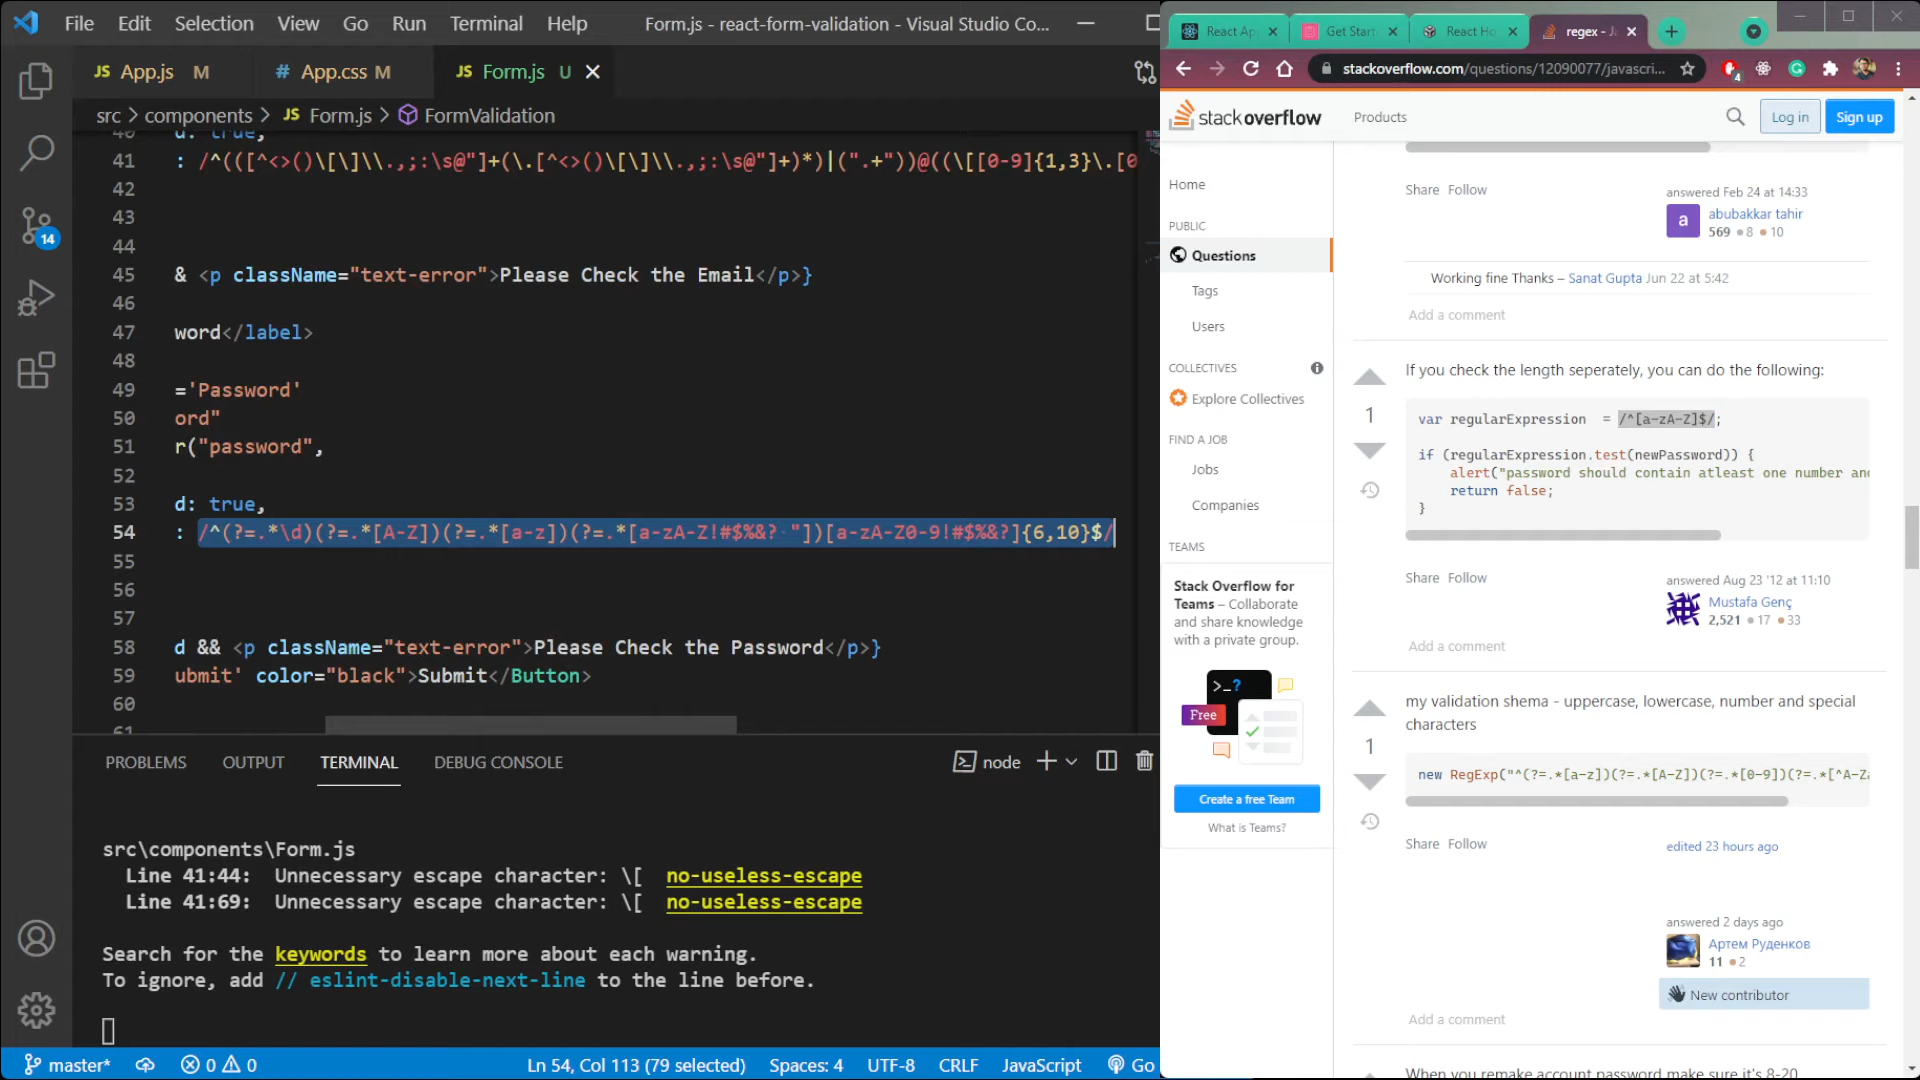 File Edit Selection View Go Run Terminal Help Form.js - react-form-validation - Visual Studio Co...
JS App.js M # App.css M JS Form.js U
src > components > JS Form.js > FormValidation
40 d: true,
41 : /^(([^<>()\[\]\\.,;:\s@"]+(\.[^<>()\[\]\\.,;:\s@"]+)*)|(".+"))@((\[[0-9]{1,3}\.[0
42
43
44
45 & <p className="text-error">Please Check the Email</p>}
46
47 word</label>
48
49 ='Password'
50 ord"
51 r("password",
52
53 d: true,
54 : /^(?=.*\d)(?=.*[A-Z])(?=.*[a-z])(?=.*[a-zA-Z!#$%&? "])[a-zA-Z0-9!#$%&?]{6,10}$/
55
56
57
58 d && <p className="text-error">Please Check the Password</p>}
59 ubmit' color="black">Submit</Button>
60
61
PROBLEMS OUTPUT TERMINAL DEBUG CONSOLE node
src\components\Form.js
Line 41:44: Unnecessary escape character: \[ no-useless-escape
Line 41:69: Unnecessary escape character: \[ no-useless-escape
Search for the keywords to learn more about each warning.
To ignore, add // eslint-disable-next-line to the line before.
14
master* 0 0 Ln 54, Col 113 (79 selected) Spaces: 4 UTF-8 CRLF JavaScript Go
React Ap Get Start React Ho regex - Ja
stackoverflow.com/questions/12090077/javascri... 4
stackoverflow Products Log in Sign up
Home
PUBLIC
Questions
Tags
Users
COLLECTIVES
Explore Collectives
FIND A JOB
Jobs
Companies
TEAMS
Stack Overflow for
Teams – Collaborate
and share knowledge
with a private group.
>_?
Free
Create a free Team
What is Teams?
Share Follow
answered Feb 24 at 14:33
a
abubakkar tahir
569 8 10
Working fine Thanks – Sanat Gupta Jun 22 at 5:42
Add a comment
If you check the length seperately, you can do the following:
1
var regularExpression = /^[a-zA-Z]$/;
if (regularExpression.test(newPassword)) {
alert("password should contain atleast one number an
return false;
}
Share Follow
answered Aug 23 '12 at 11:10
Mustafa Genç
2,521 17 33
Add a comment
my validation shema - uppercase, lowercase, number and special
characters
1
new RegExp("^(?=.*[a-z])(?=.*[A-Z])(?=.*[0-9])(?=.*[^A-Za
Share Follow
edited 23 hours ago
answered 2 days ago
Артем Руденков
11 2
New contributor
Add a comment
When you remake account password make sure it's 8-20